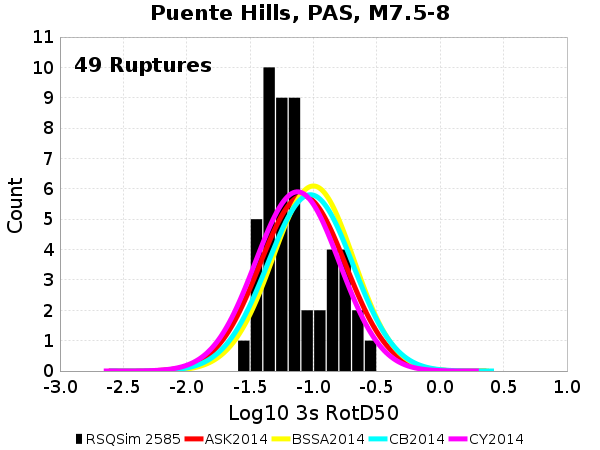 Puente Hills, PAS, M7.5-8
49 Ruptures
Count
11
10
9
8
7
6
5
4
3
2
1
0
-3.0 -2.5 -2.0 -1.5 -1.0 -0.5 0.0 0.5 1.0
Log10 3s RotD50
RSQSim 2585 ASK2014 BSSA2014 CB2014 CY2014